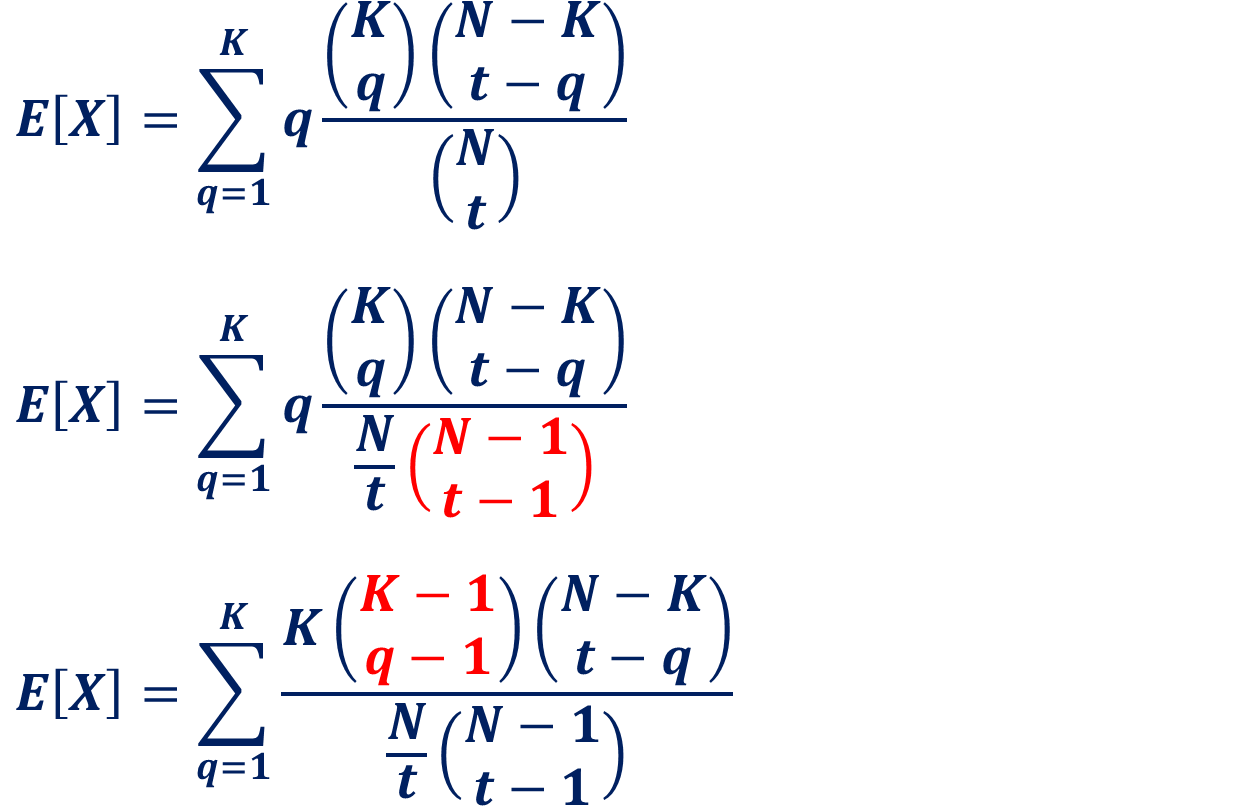 $E[X] = \sum_{q=1}^{K} q \frac{\binom{K}{q}\binom{N-K}{t-q}}{\binom{N}{t}}$
$E[X] = \sum_{q=1}^{K} q \frac{\binom{K}{q}\binom{N-K}{t-q}}{\frac{N}{t}\binom{N-1}{t-1}}$
$E[X] = \sum_{q=1}^{K} \frac{K\binom{K-1}{q-1}\binom{N-K}{t-q}}{\frac{N}{t}\binom{N-1}{t-1}}$